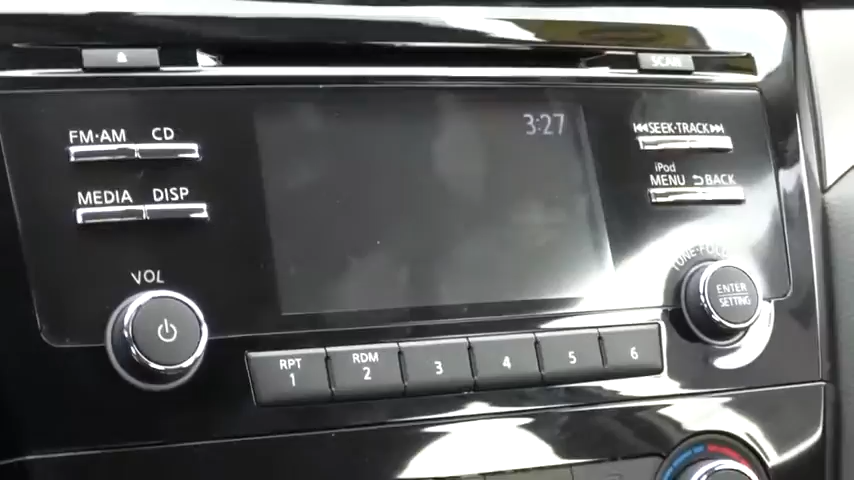 SCAN
3:27
FM·AM CD
SEEK·TRACK
iPod
MENU BACK
MEDIA DISP
TUNE·FOLDER
VOL
ENTER
SETTING
RPT RDM
1 2 3 4 5 6